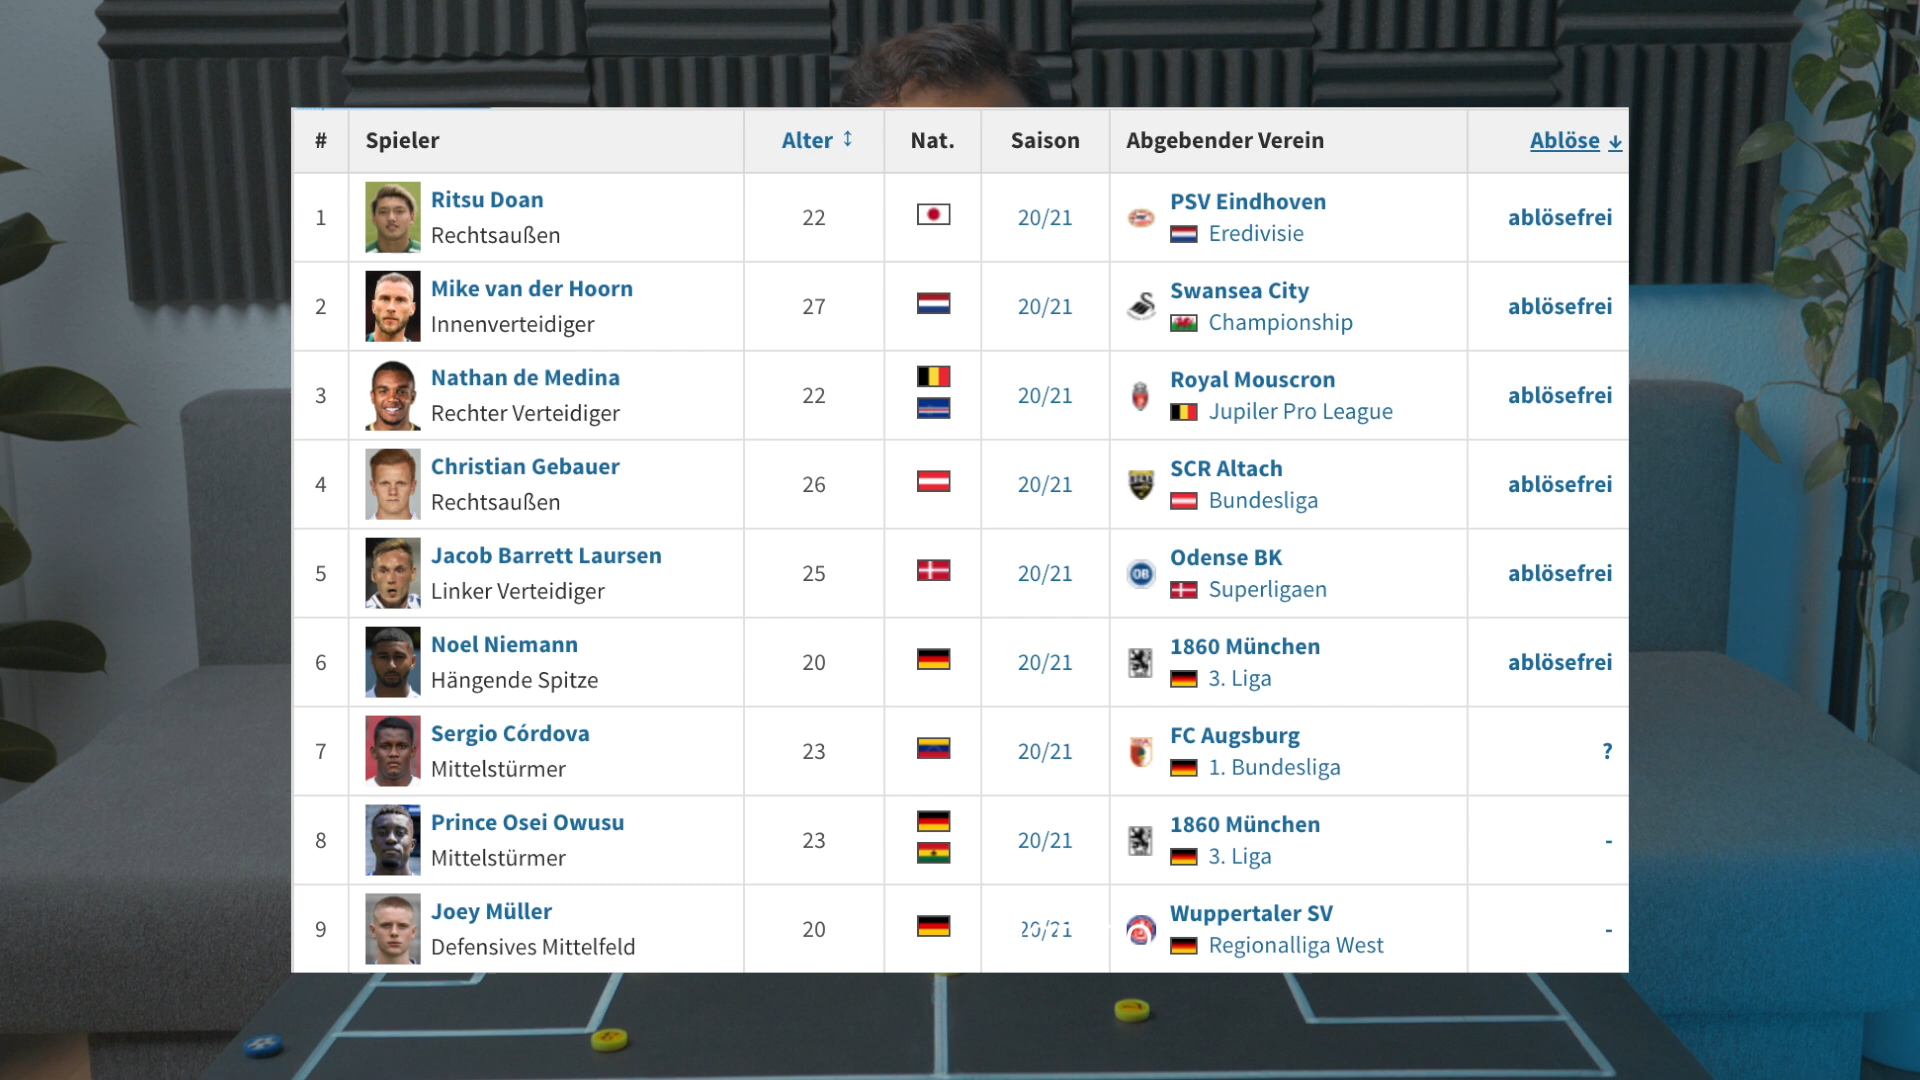 # Spieler Alter Nat. Saison Abgebender Verein Ablöse
1 Ritsu Doan 22 20/21 PSV Eindhoven ablösefrei
Rechtsaußen Eredivisie
2 Mike van der Hoorn 27 20/21 Swansea City ablösefrei
Innenverteidiger Championship
3 Nathan de Medina 22 20/21 Royal Mouscron ablösefrei
Rechter Verteidiger Jupiler Pro League
4 Christian Gebauer 26 20/21 SCR Altach ablösefrei
Rechtsaußen Bundesliga
5 Jacob Barrett Laursen 25 20/21 Odense BK ablösefrei
Linker Verteidiger Superligaen
6 Noel Niemann 20 20/21 1860 München ablösefrei
Hängende Spitze 3. Liga
7 Sergio Córdova 23 20/21 FC Augsburg ?
Mittelstürmer 1. Bundesliga
8 Prince Osei Owusu 23 20/21 1860 München -
Mittelstürmer 3. Liga
9 Joey Müller 20 20/21 Wuppertaler SV -
Defensives Mittelfeld Regionalliga West